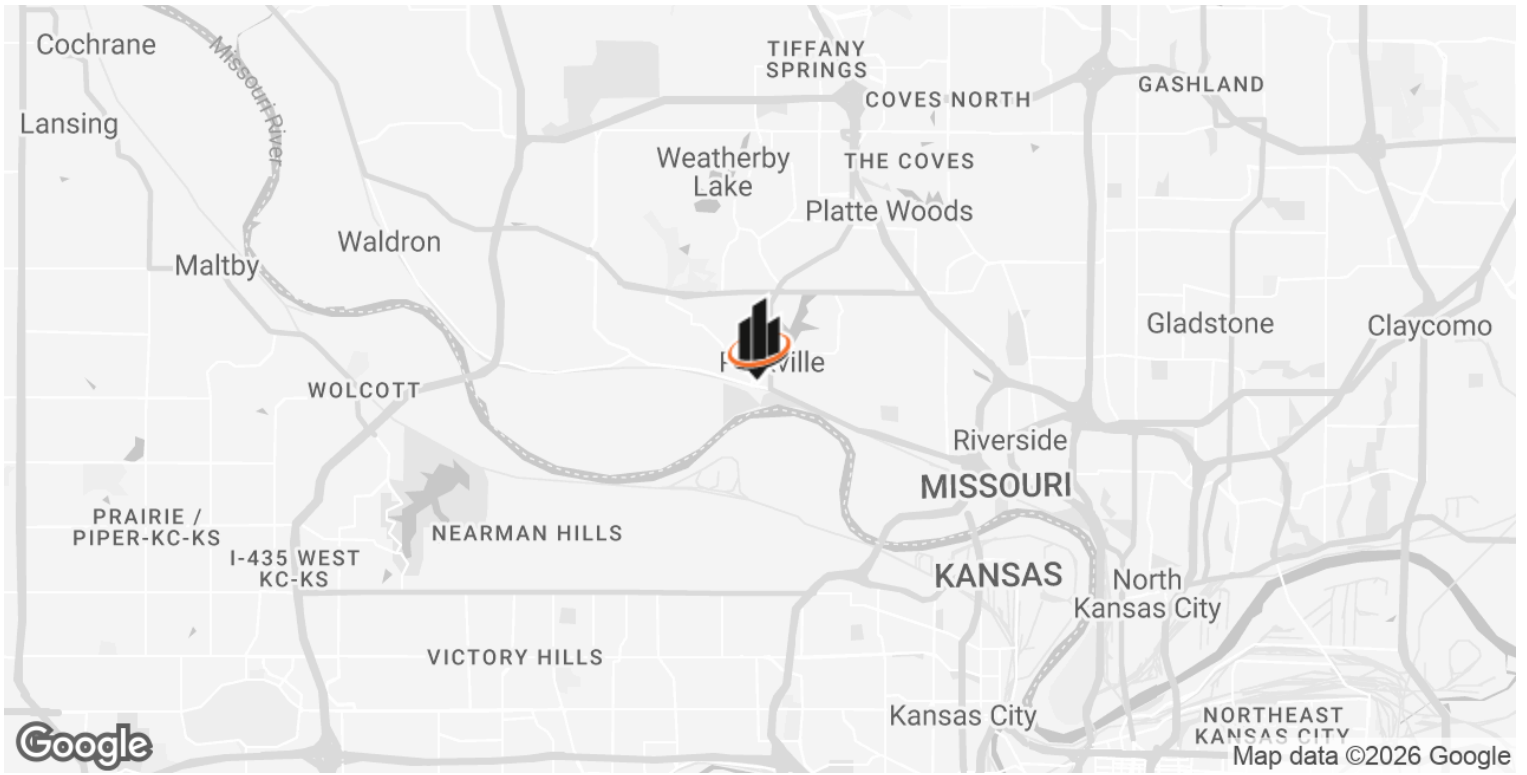 Cochrane
TIFFANY
SPRINGS
GASHLAND
COVES NORTH
Missouri River
Lansing
Weatherby
Lake
THE COVES
Platte Woods
Waldron
Maltby
Gladstone
Claycomo
WOLCOTT
Riverside
MISSOURI
PRAIRIE /
PIPER-KC-KS
NEARMAN HILLS
I-435 WEST
KC-KS
KANSAS
North
Kansas City
VICTORY HILLS
Kansas City
NORTHEAST
KANSAS CITY
Google
Map data ©2026 Google